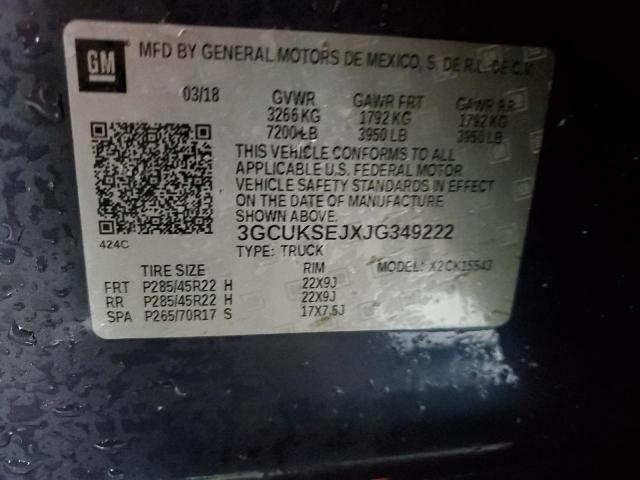 GM
MFD BY GENERAL MOTORS DE MEXICO, S. DE R.L. DE C.V.
03/18 GVWR GAWR FRT GAWR RR
3266 KG 1792 KG 1792 KG
7200 LB 3950 LB 3950 LB
THIS VEHICLE CONFORMS TO ALL
APPLICABLE U.S. FEDERAL MOTOR
VEHICLE SAFETY STANDARDS IN EFFECT
ON THE DATE OF MANUFACTURE
SHOWN ABOVE.
424C
3GCUKSEJXJG349222
TYPE: TRUCK
TIRE SIZE RIM MODEL: X2CK15543
FRT P285/45R22 H 22X9J
RR P285/45R22 H 22X9J
SPA P265/70R17 S 17X7.5J